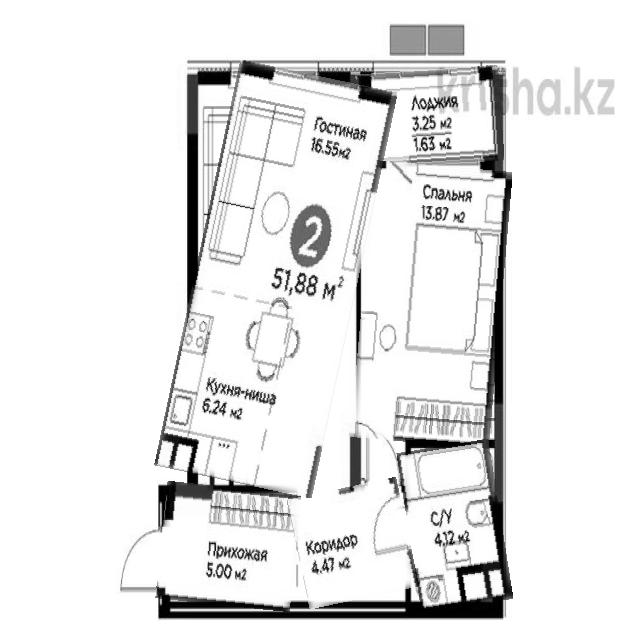 krisha.kz
Лоджия
3.25 м2
1.63 м2
Гостиная
16.55м2
Спальня
13.87 м2
2
51,88 м2
Кухня-ниша
6.24 м2
С/У
4.12 м2
Прихожая
5.00 м2
Коридор
4.47 м2